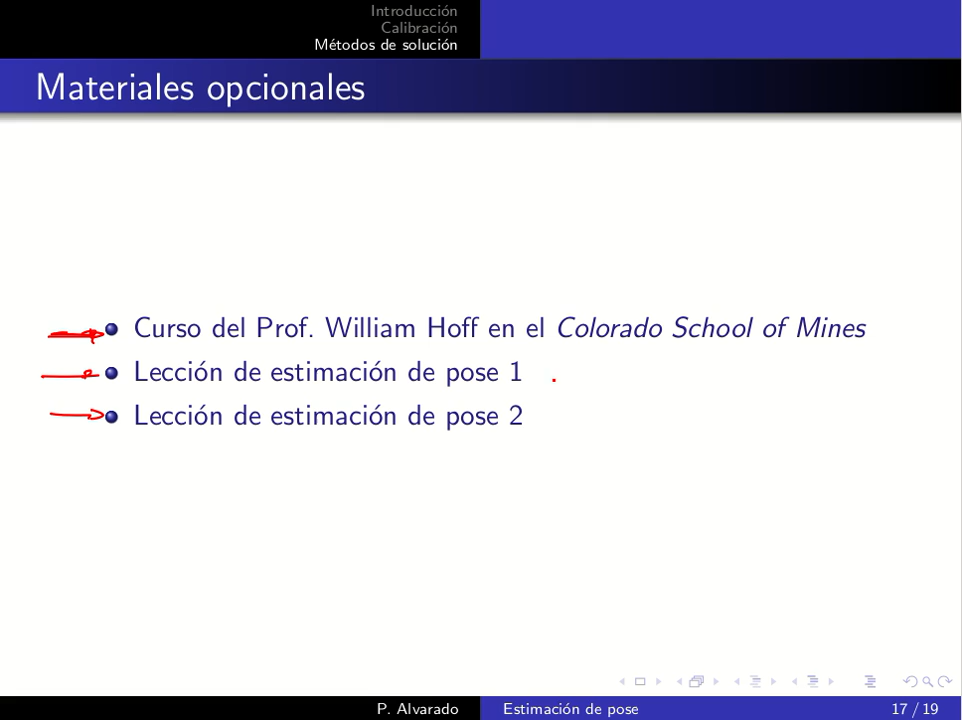 Introducción
Calibración
Métodos de solución
Materiales opcionales
Curso del Prof. William Hoff en el Colorado School of Mines
Lección de estimación de pose 1
Lección de estimación de pose 2
P. Alvarado
Estimación de pose
17 / 19